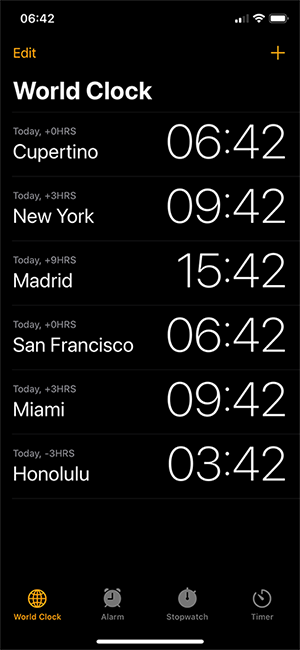 06:42
Edit
+
World Clock
Today, +0HRS
Cupertino
06:42
Today, +3HRS
New York
09:42
Today, +9HRS
Madrid
15:42
Today, +0HRS
San Francisco
06:42
Today, +3HRS
Miami
09:42
Today, -3HRS
Honolulu
03:42
World Clock
Alarm
Stopwatch
Timer